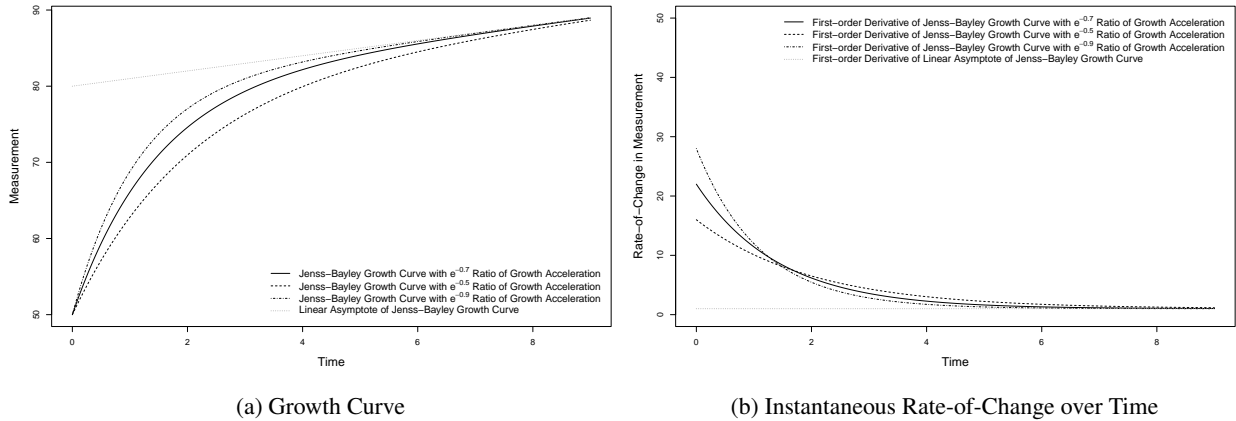 Measurement
90
80
70
60
50
0 2 4 6 8
Time
Jenss−Bayley Growth Curve with e−0.7 Ratio of Growth Acceleration
Jenss−Bayley Growth Curve with e−0.5 Ratio of Growth Acceleration
Jenss−Bayley Growth Curve with e−0.9 Ratio of Growth Acceleration
Linear Asymptote of Jenss−Bayley Growth Curve
(a) Growth Curve
Rate−of−Change in Measurement
50
40
30
20
10
0
0 2 4 6 8
Time
First−order Derivative of Jenss−Bayley Growth Curve with e−0.7 Ratio of Growth Acceleration
First−order Derivative of Jenss−Bayley Growth Curve with e−0.5 Ratio of Growth Acceleration
First−order Derivative of Jenss−Bayley Growth Curve with e−0.9 Ratio of Growth Acceleration
First−order Derivative of Linear Asymptote of Jenss−Bayley Growth Curve
(b) Instantaneous Rate-of-Change over Time